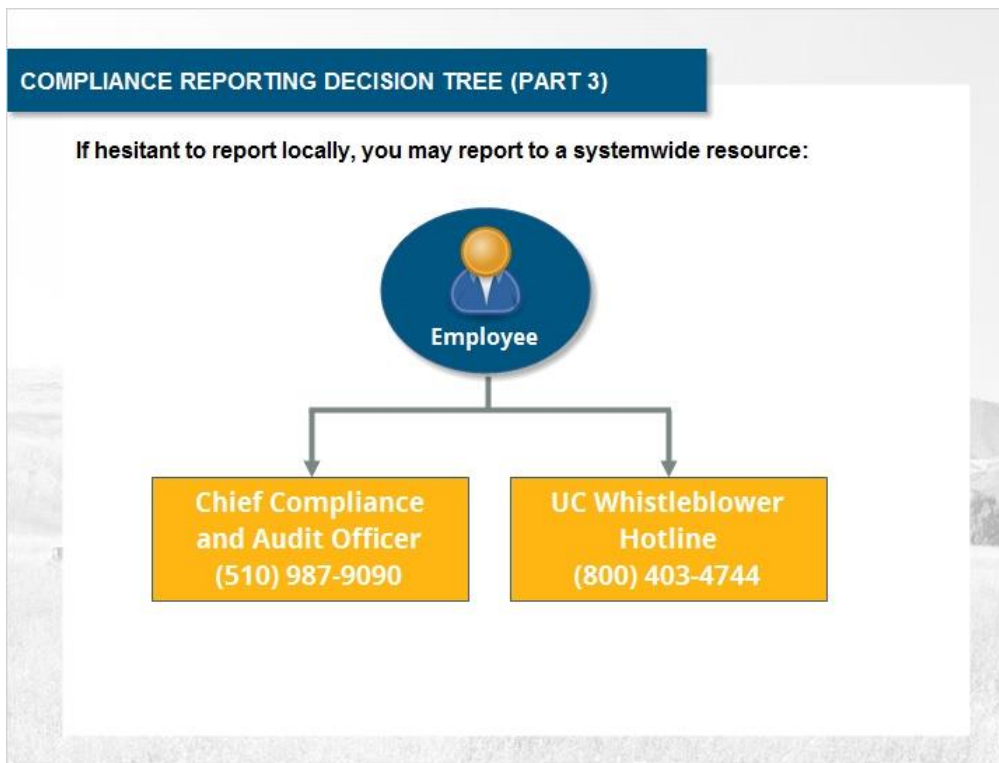 COMPLIANCE REPORTING DECISION TREE (PART 3)
If hesitant to report locally, you may report to a systemwide resource:
Employee
Chief Compliance
and Audit Officer
(510) 987-9090
UC Whistleblower
Hotline
(800) 403-4744